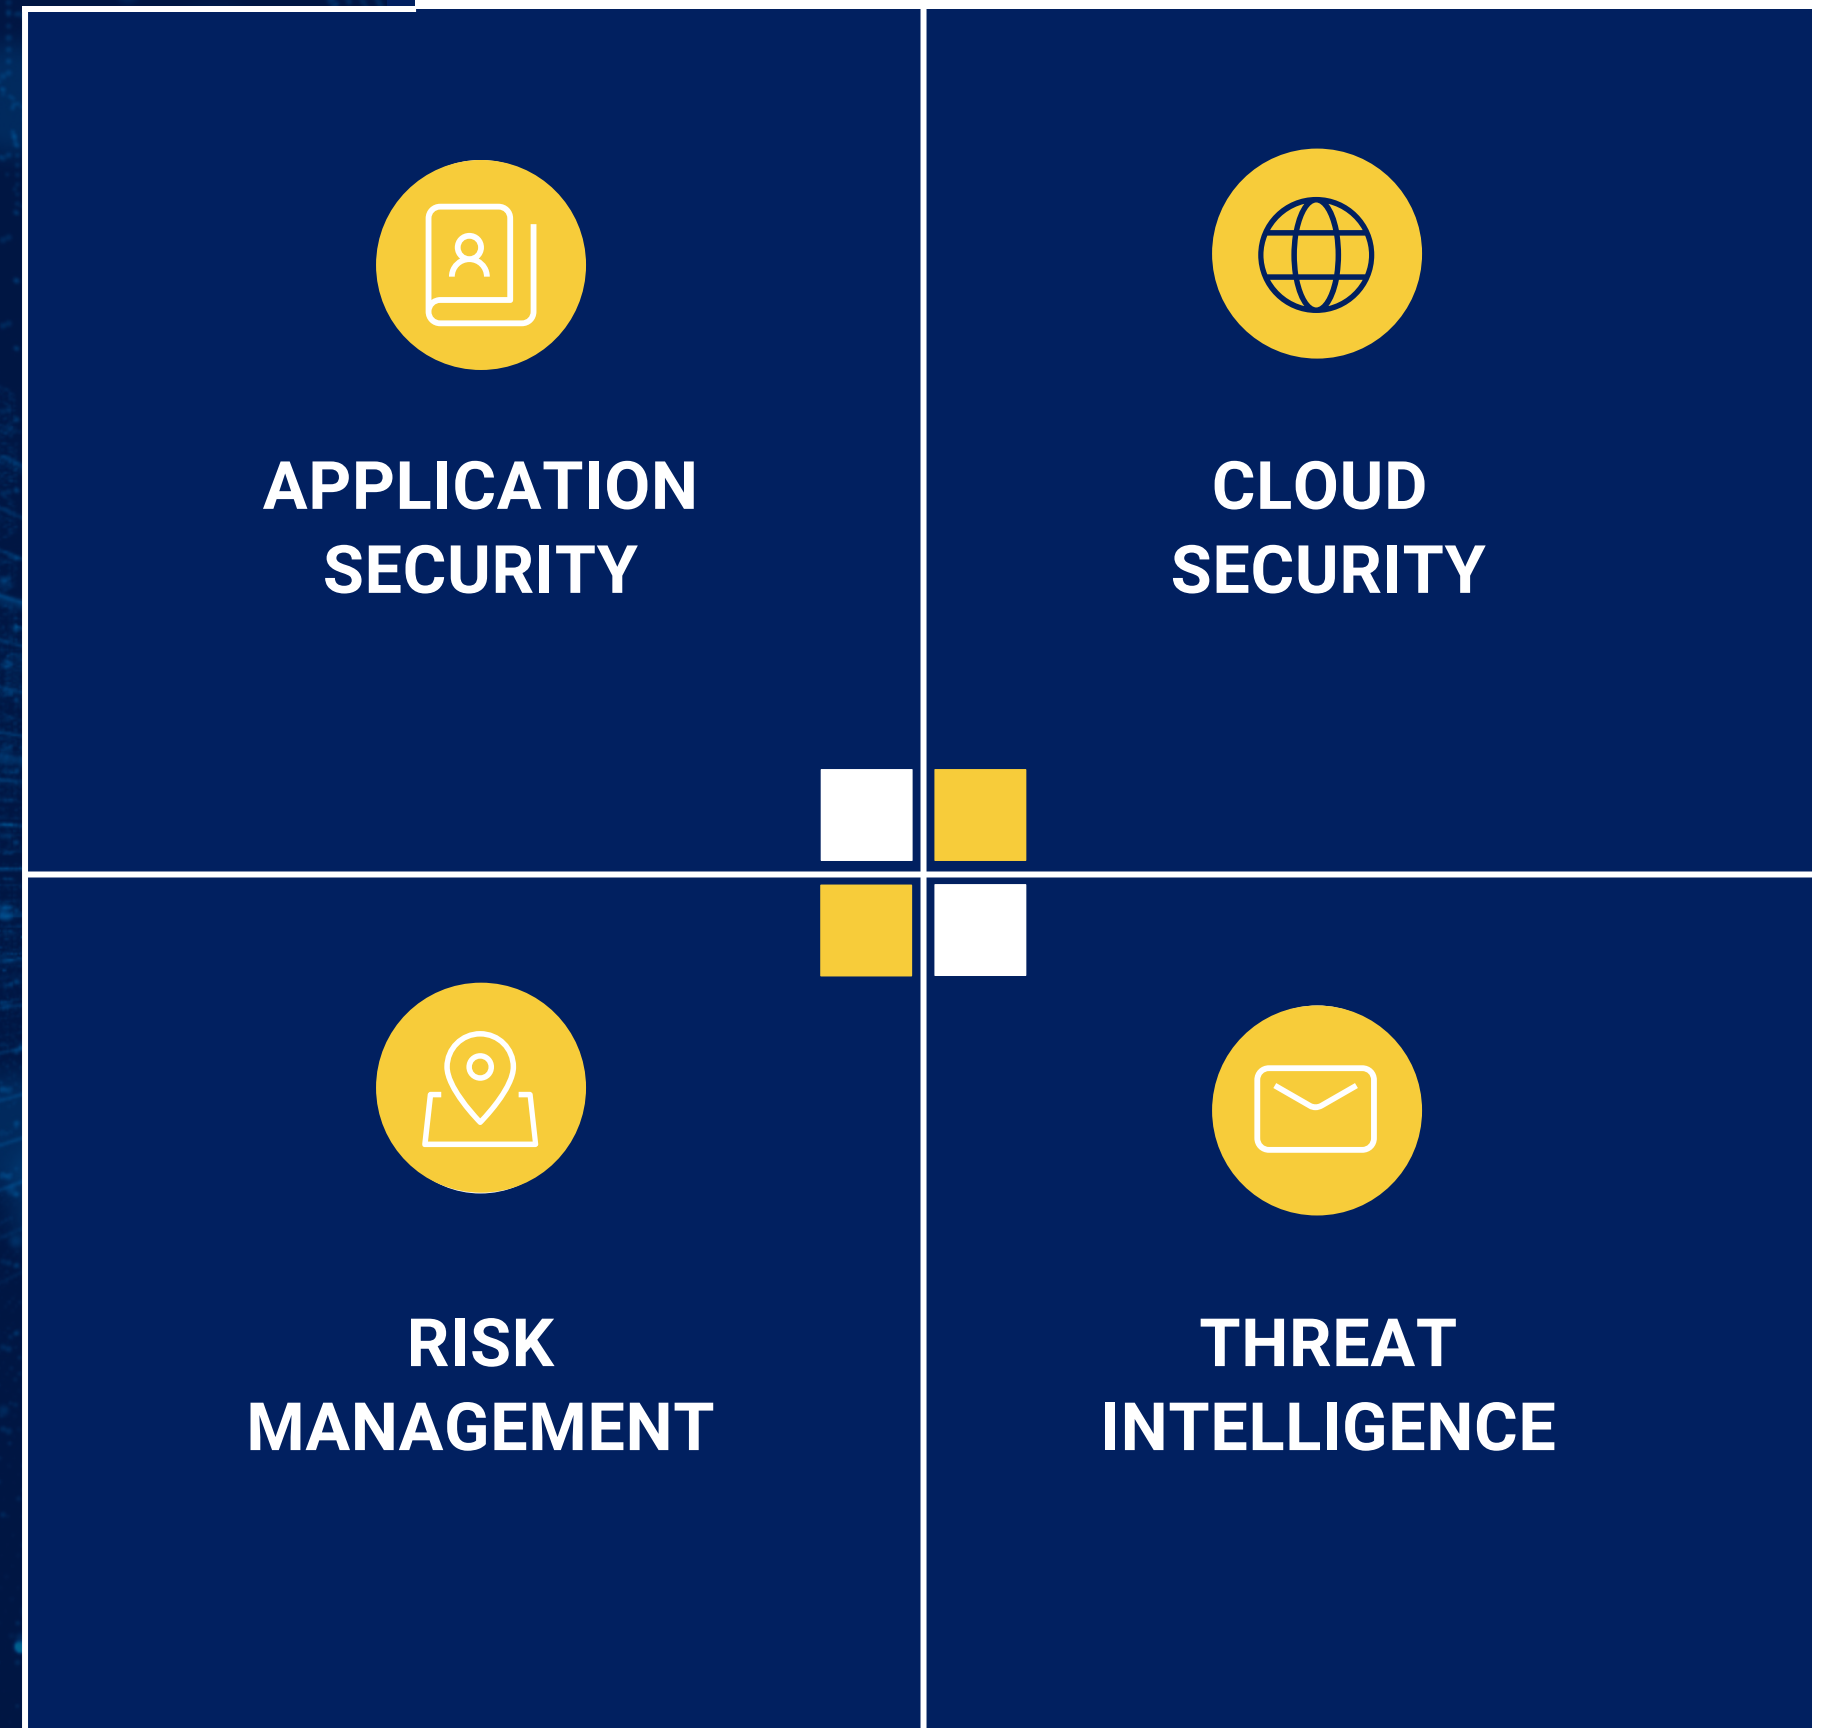 APPLICATION
SECURITY
CLOUD
SECURITY
RISK
MANAGEMENT
THREAT
INTELLIGENCE